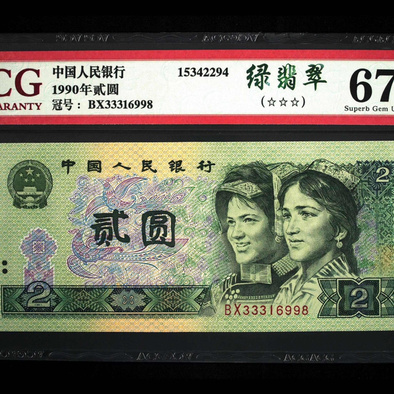 CG
ARANTY
中国人民银行
1990年贰圆
冠号： BX33316998
15342294
绿翡翠
(☆☆☆)
67
Superb Gem U
中国人民银行
贰圆
2
2
2
BX33316998